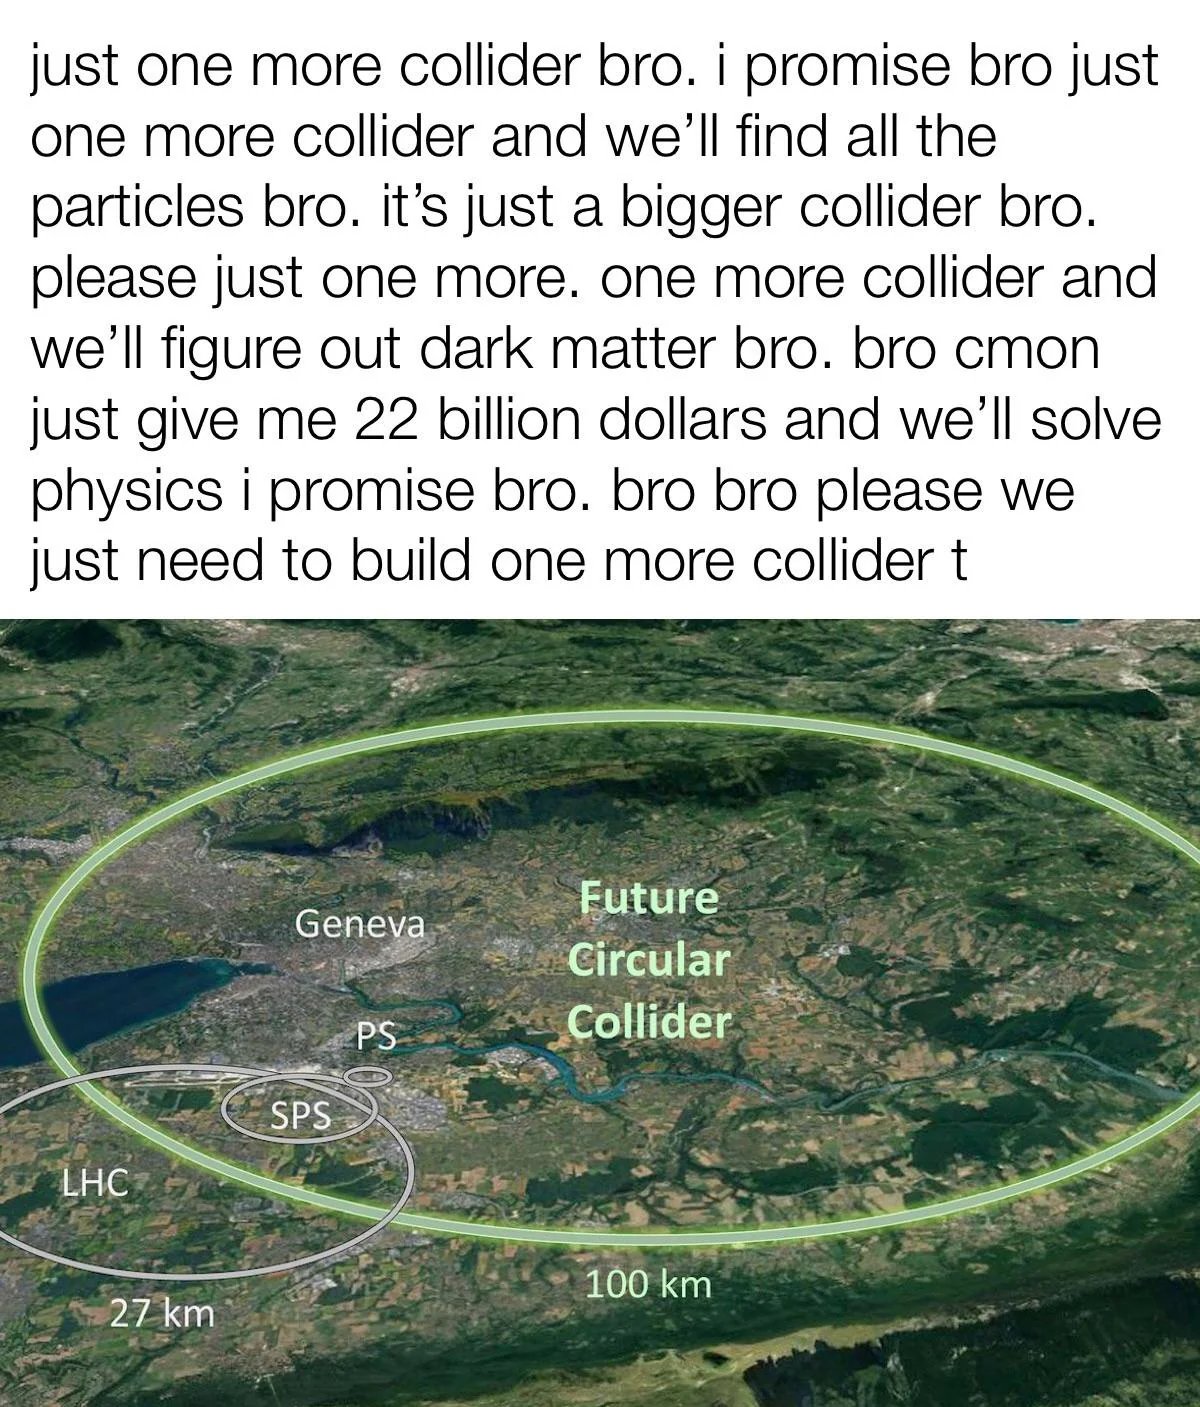 just one more collider bro. i promise bro just
one more collider and we’ll find all the
particles bro. it’s just a bigger collider bro.
please just one more. one more collider and
we’ll figure out dark matter bro. bro cmon
just give me 22 billion dollars and we’ll solve
physics i promise bro. bro bro please we
just need to build one more collider t
Geneva
Future
Circular
Collider
PS
SPS
LHC
100 km
27 km